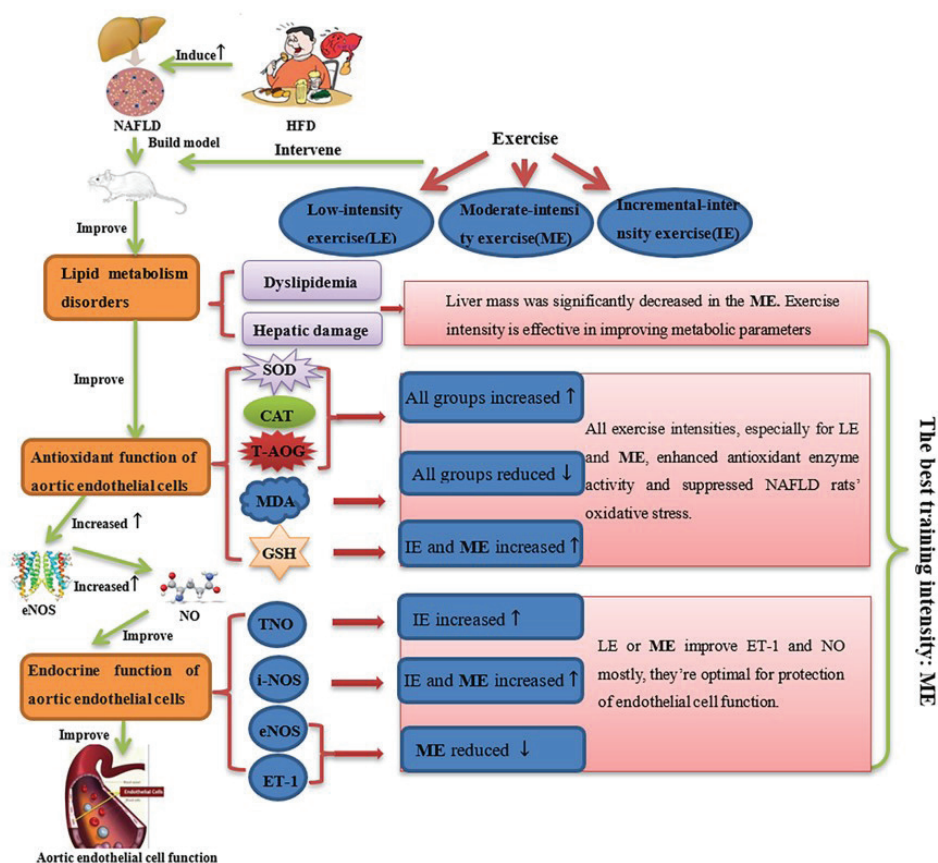 Induce↑
NAFLD
HFD
Build model
Intervene
Exercise
Low-intensity
exercise(LE)
Moderate-intensi
ty exercise(ME)
Incremental-inter
nsity exercise(IE)
Improve
Lipid metabolism
disorders
Dyslipidemia
Hepatic damage
Liver mass was significantly decreased in the ME. Exercise
intensity is effective in improving metabolic parameters
Improve
SOD
CAT
T-AOG
MDA
GSH
All groups increased ↑
All groups reduced ↓
IE and ME increased ↑
All exercise intensities, especially for LE
and ME, enhanced antioxidant enzyme
activity and suppressed NAFLD rats'
oxidative stress.
Antioxidant function of
aortic endothelial cells
Increased ↑
eNOS
Increased↑
NO
Improve
Endocrine function of
aortic endothelial cells
TNO
i-NOS
eNOS
ET-1
IE increased ↑
IE and ME increased ↑
ME reduced ↓
LE or ME improve ET-1 and NO
mostly, they're optimal for protection
of endothelial cell function.
Improve
Endothelial Cells
Aortic endothelial cell function
The best training intensity: ME